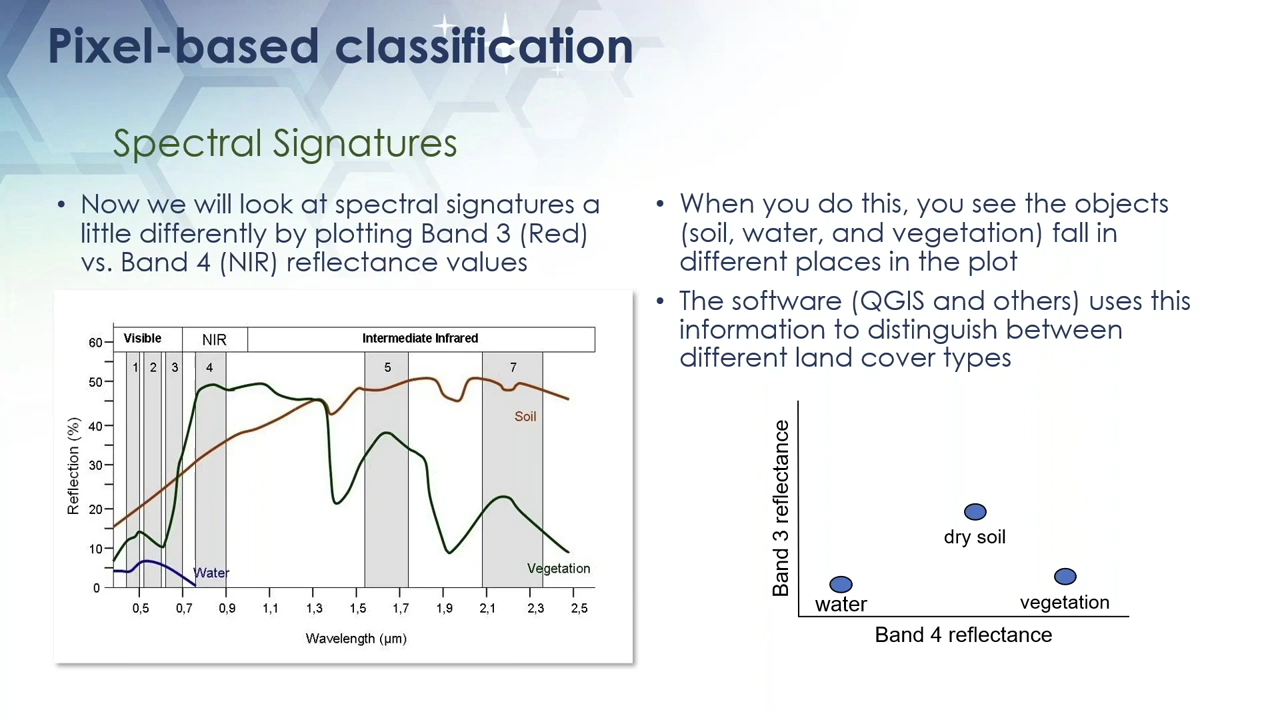 Pixel-based classification
Spectral Signatures
• Now we will look at spectral signatures a
little differently by plotting Band 3 (Red)
vs. Band 4 (NIR) reflectance values
• When you do this, you see the objects
(soil, water, and vegetation) fall in
different places in the plot
• The software (QGIS and others) uses this
information to distinguish between
different land cover types
Visible NIR Intermediate Infrared
1 2 3 4 5 7
60
50
40
30
20
10
0
Reflection (%)
Soil
Water
Vegetation
0,5 0,7 0,9 1,1 1,3 1,5 1,7 1,9 2,1 2,3 2,5
Wavelength (µm)
Band 3 reflectance
dry soil
water
vegetation
Band 4 reflectance